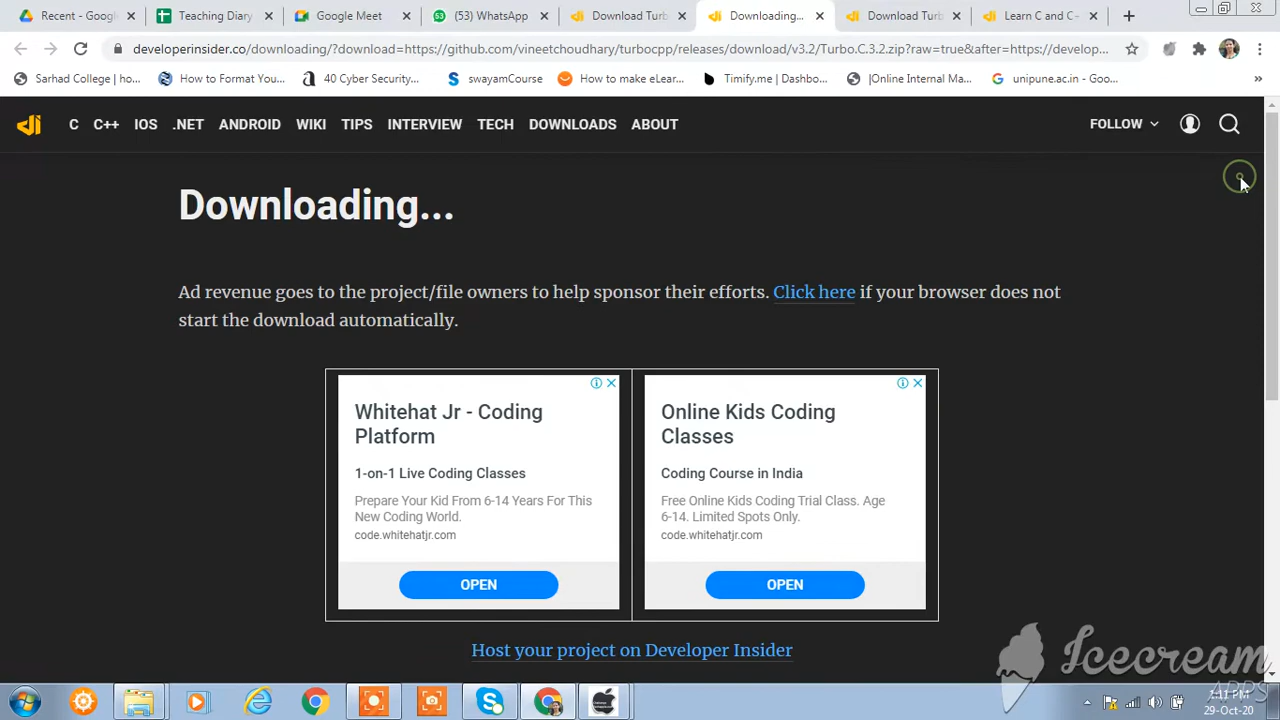 Recent - Google
Teaching Diary
Google Meet
(53) WhatsApp
Download Turb
Downloading...
Download Turb
Learn C and C-
developerinsider.co/downloading/?download=https://github.com/vineetchoudhary/turbocpp/releases/download/v3.2/Turbo.C.3.2.zip?raw=true&after=https://develop...
Sarhad College | ho...
How to Format You...
40 Cyber Security...
swayamCourse
How to make eLear...
Timify.me | Dashbo...
|Online Internal Ma...
unipune.ac.in - Goo...
C C++ IOS .NET ANDROID WIKI TIPS INTERVIEW TECH DOWNLOADS ABOUT FOLLOW
Downloading...
Ad revenue goes to the project/file owners to help sponsor their efforts. Click here if your browser does not
start the download automatically.
Whitehat Jr - Coding
Platform
1-on-1 Live Coding Classes
Prepare Your Kid From 6-14 Years For This
New Coding World.
code.whitehatjr.com
OPEN
Online Kids Coding
Classes
Coding Course in India
Free Online Kids Coding Trial Class. Age
6-14. Limited Spots Only.
code.whitehatjr.com
OPEN
Host your project on Developer Insider
Icecream
APPS
1:11 PM
29-Oct-20